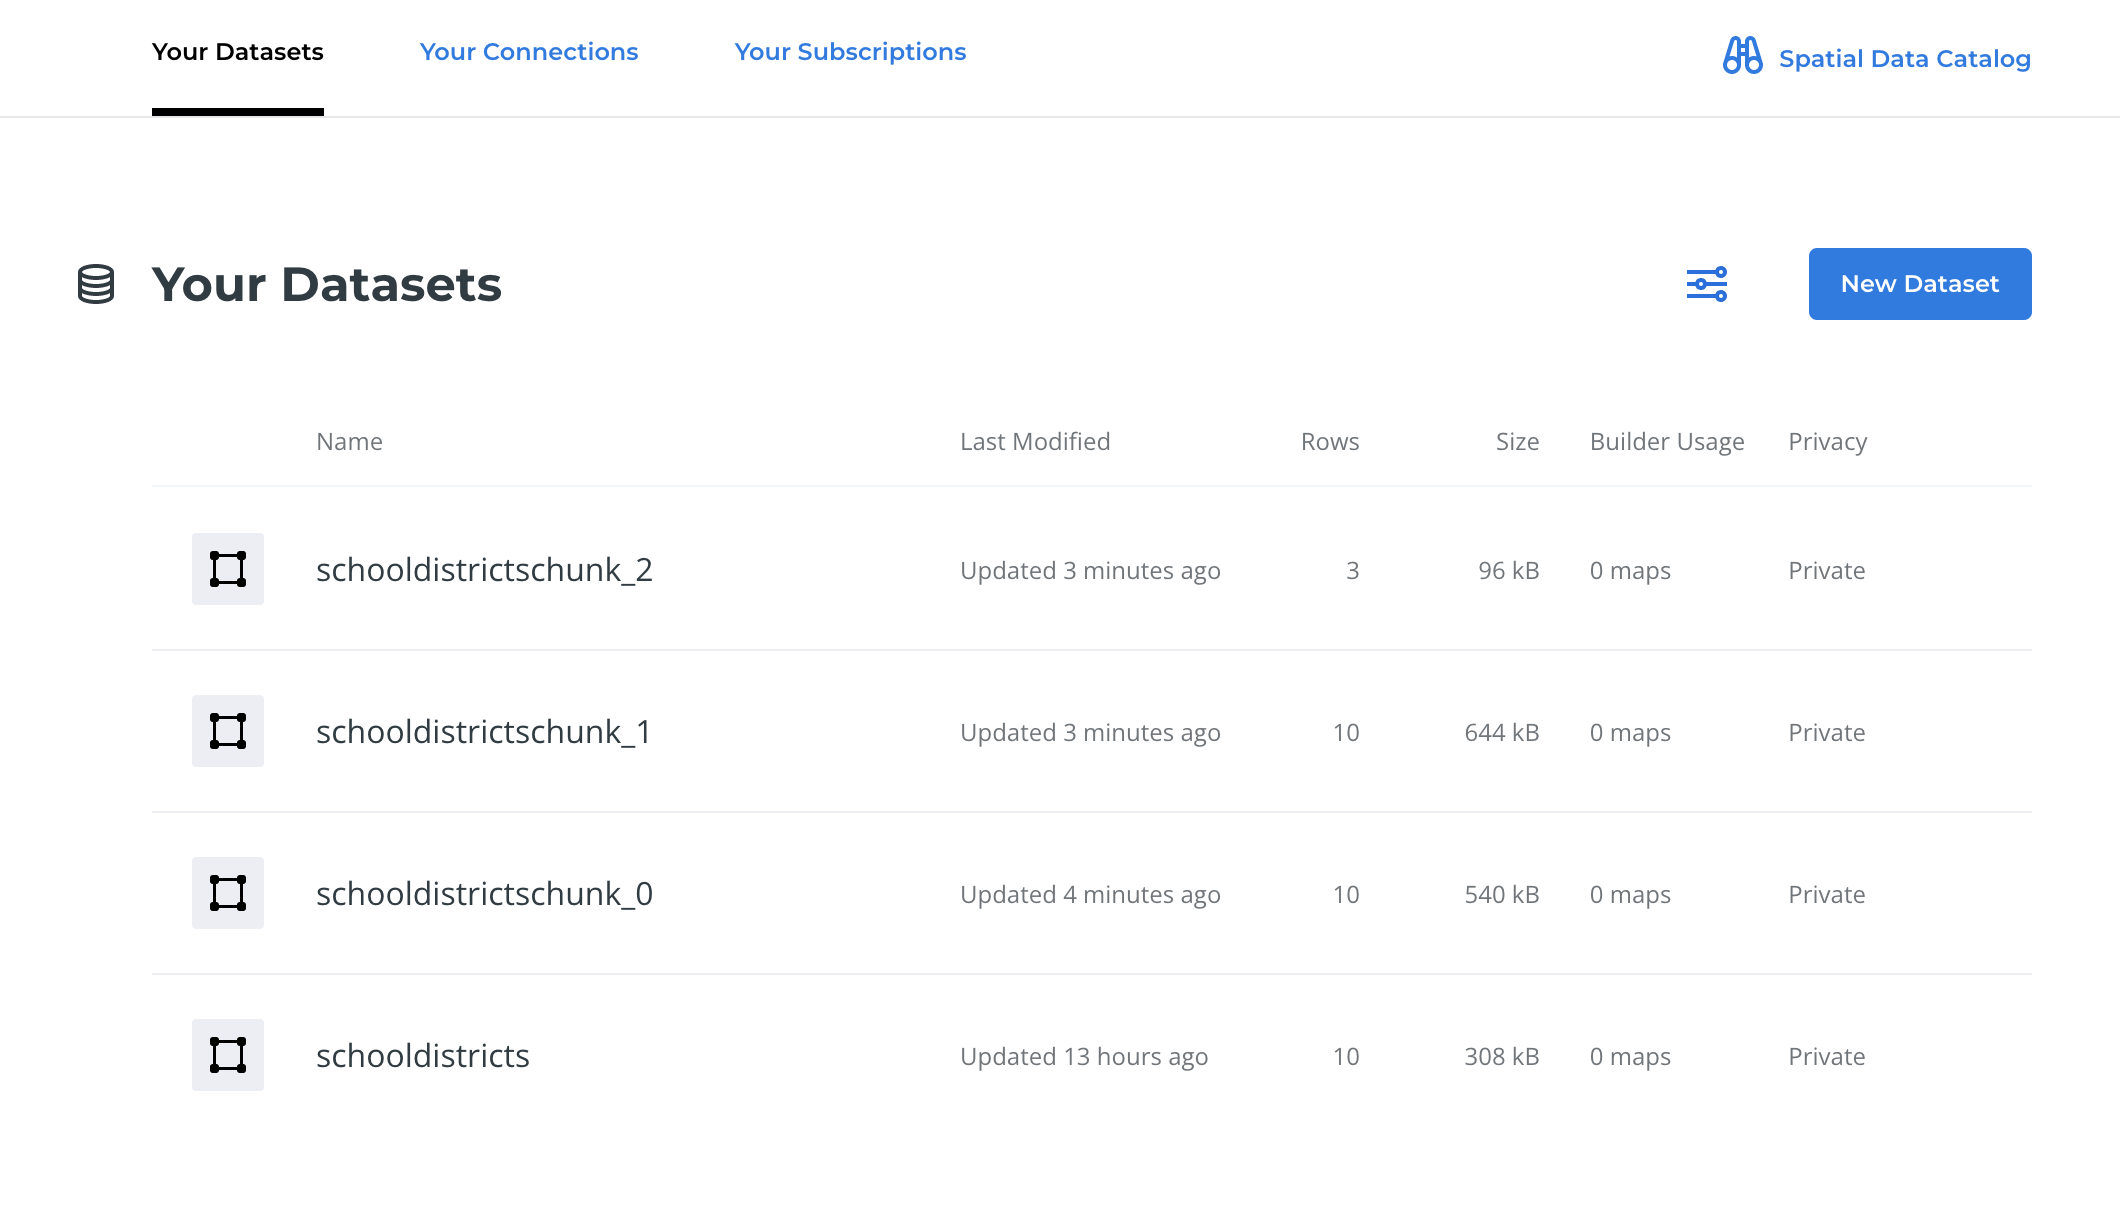 Your Datasets Your Connections Your Subscriptions Spatial Data Catalog
Your Datasets New Dataset
Name Last Modified Rows Size Builder Usage Privacy
schooldistrictschunk_2 Updated 3 minutes ago 3 96 kB 0 maps Private
schooldistrictschunk_1 Updated 3 minutes ago 10 644 kB 0 maps Private
schooldistrictschunk_0 Updated 4 minutes ago 10 540 kB 0 maps Private
schooldistricts Updated 13 hours ago 10 308 kB 0 maps Private